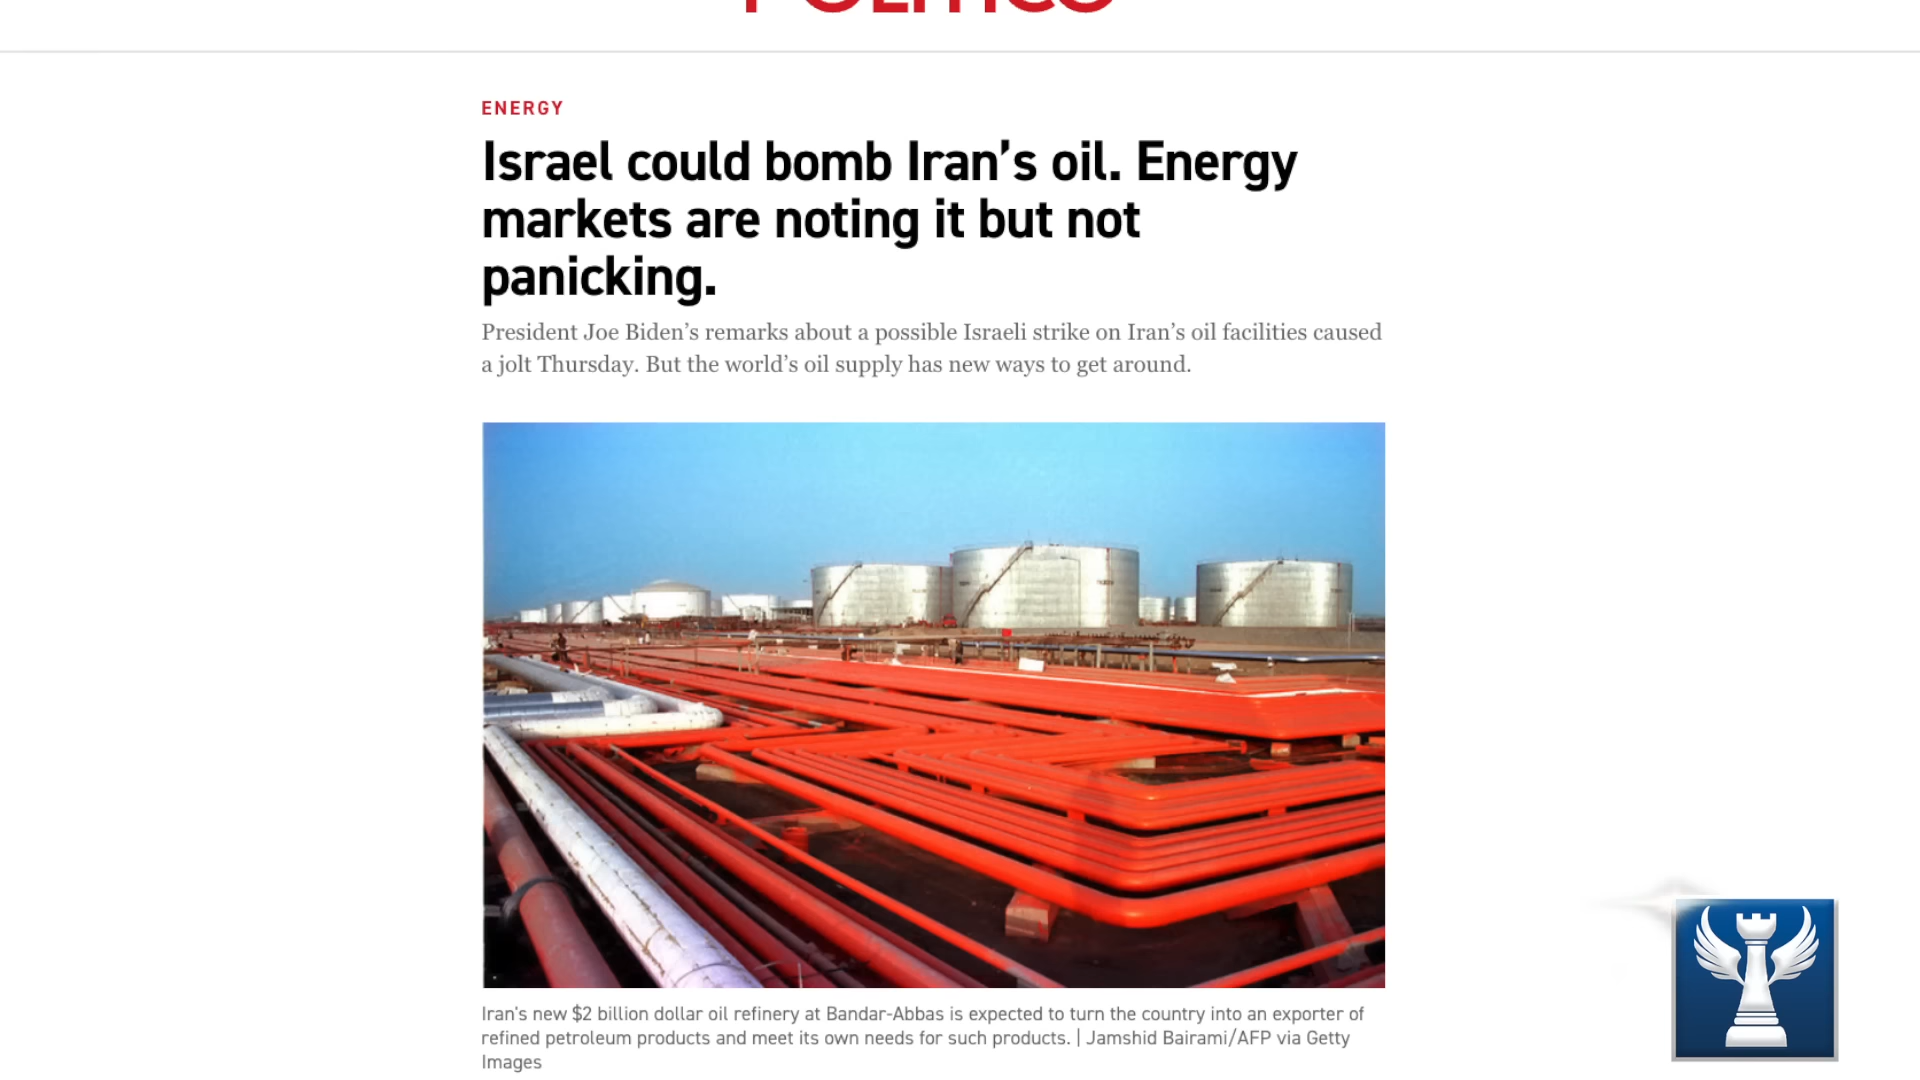 POLITICO
ENERGY
Israel could bomb Iran’s oil. Energy
markets are noting it but not
panicking.
President Joe Biden’s remarks about a possible Israeli strike on Iran’s oil facilities caused
a jolt Thursday. But the world’s oil supply has new ways to get around.
Iran's new $2 billion dollar oil refinery at Bandar-Abbas is expected to turn the country into an exporter of
refined petroleum products and meet its own needs for such products. | Jamshid Bairami/AFP via Getty
Images